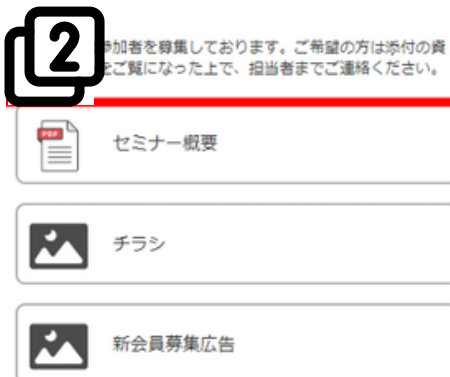 2
参加者を募集しております。ご希望の方は添付の資
をご覧になった上で、担当者までご連絡ください。
PDF
セミナー概要
チラシ
新会員募集広告